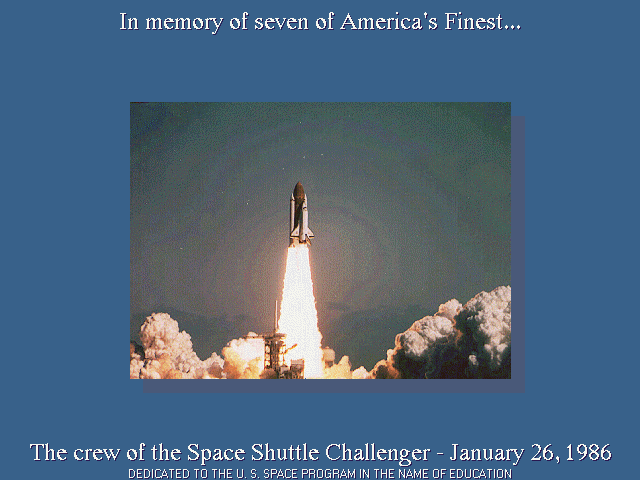 In memory of seven of America's Finest...
The crew of the Space Shuttle Challenger - January 26, 1986
DEDICATED TO THE U. S. SPACE PROGRAM IN THE NAME OF EDUCATION